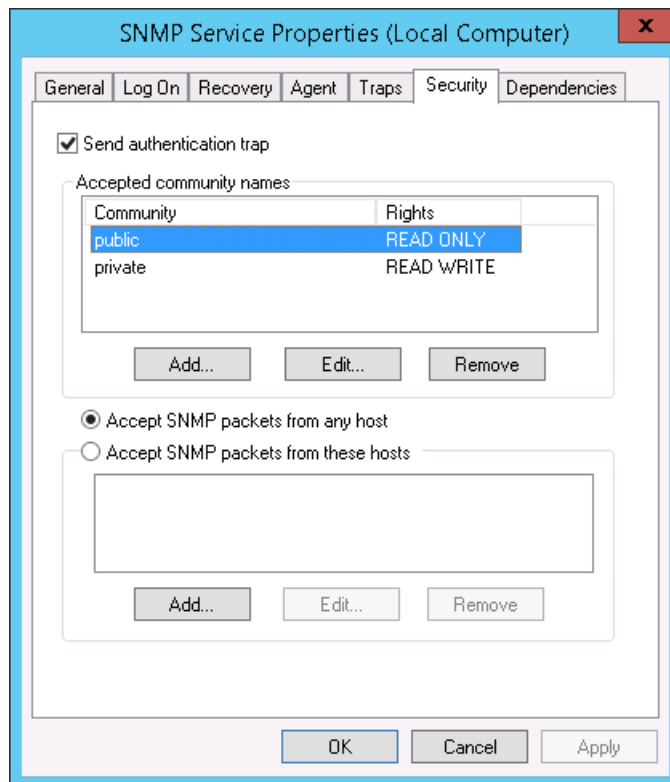 SNMP Service Properties (Local Computer)
x
General Log On Recovery Agent Traps Security Dependencies
Send authentication trap
Accepted community names
Community Rights
public READ ONLY
private READ WRITE
Add... Edit... Remove
Accept SNMP packets from any host
Accept SNMP packets from these hosts
Add... Edit... Remove
OK Cancel Apply